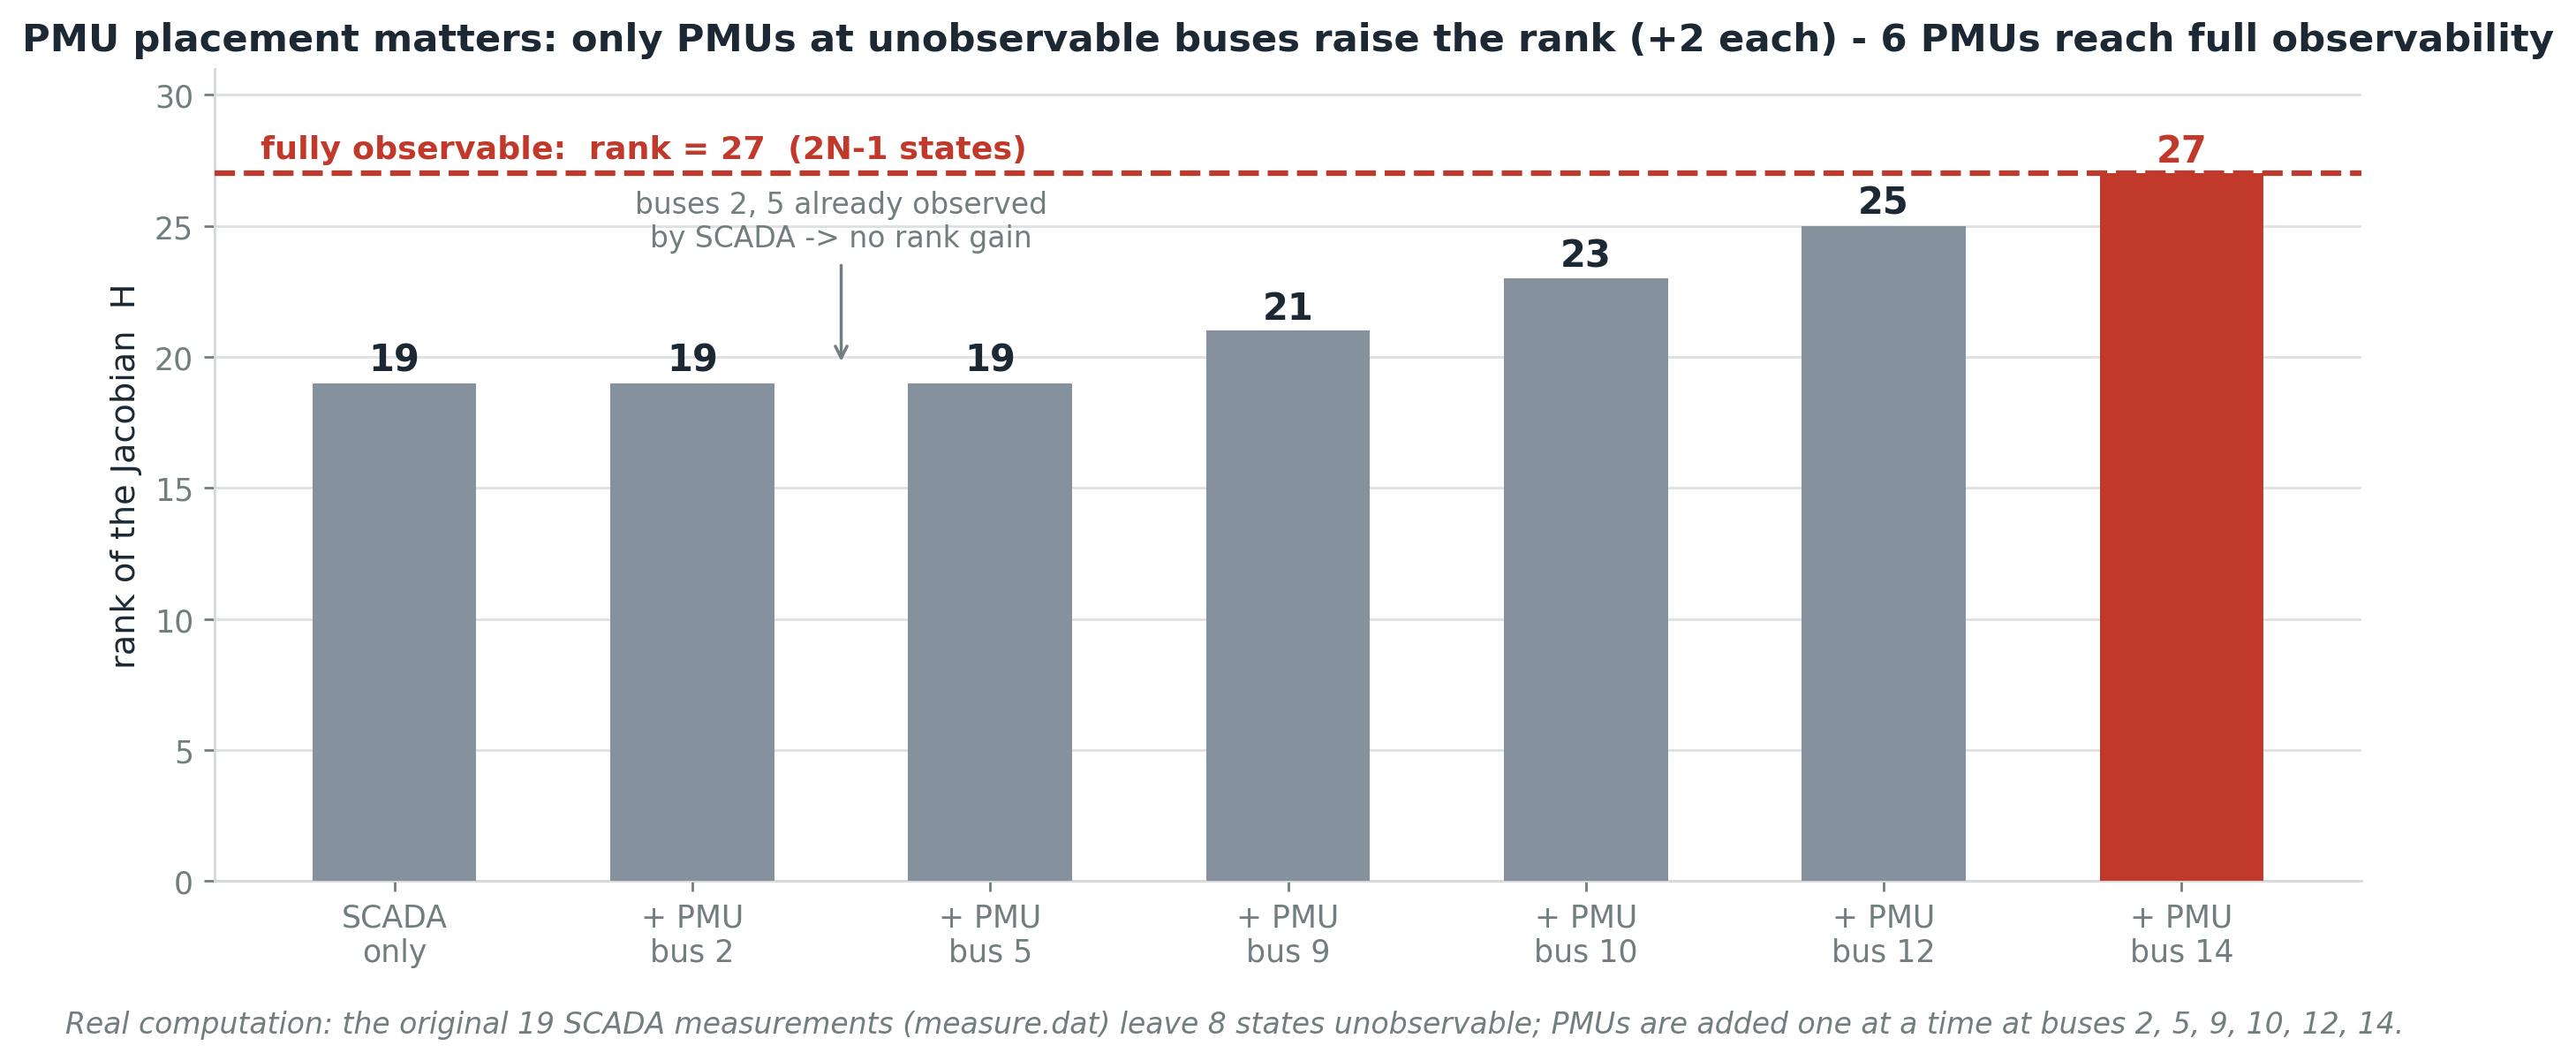 PMU placement matters: only PMUs at unobservable buses raise the rank (+2 each) - 6 PMUs reach full observability
rank of the Jacobian H
30
25
20
15
10
5
0
fully observable: rank = 27 (2N-1 states)
buses 2, 5 already observed
by SCADA -> no rank gain
19
19
19
21
23
25
27
SCADA
only
+ PMU
bus 2
+ PMU
bus 5
+ PMU
bus 9
+ PMU
bus 10
+ PMU
bus 12
+ PMU
bus 14
Real computation: the original 19 SCADA measurements (measure.dat) leave 8 states unobservable; PMUs are added one at a time at buses 2, 5, 9, 10, 12, 14.